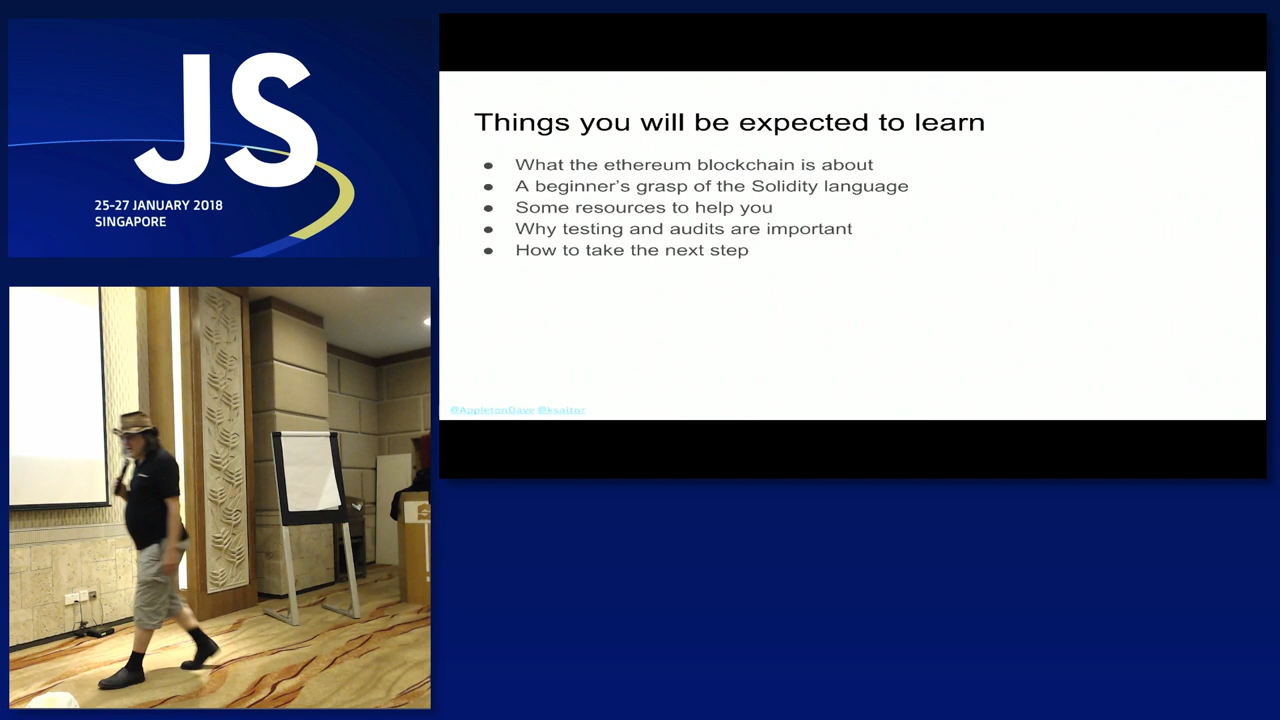 JS
25-27 JANUARY 2018
SINGAPORE
Things you will be expected to learn
● What the ethereum blockchain is about
● A beginner's grasp of the Solidity language
● Some resources to help you
● Why testing and audits are important
● How to take the next step
@AppletonDave @ksaitor